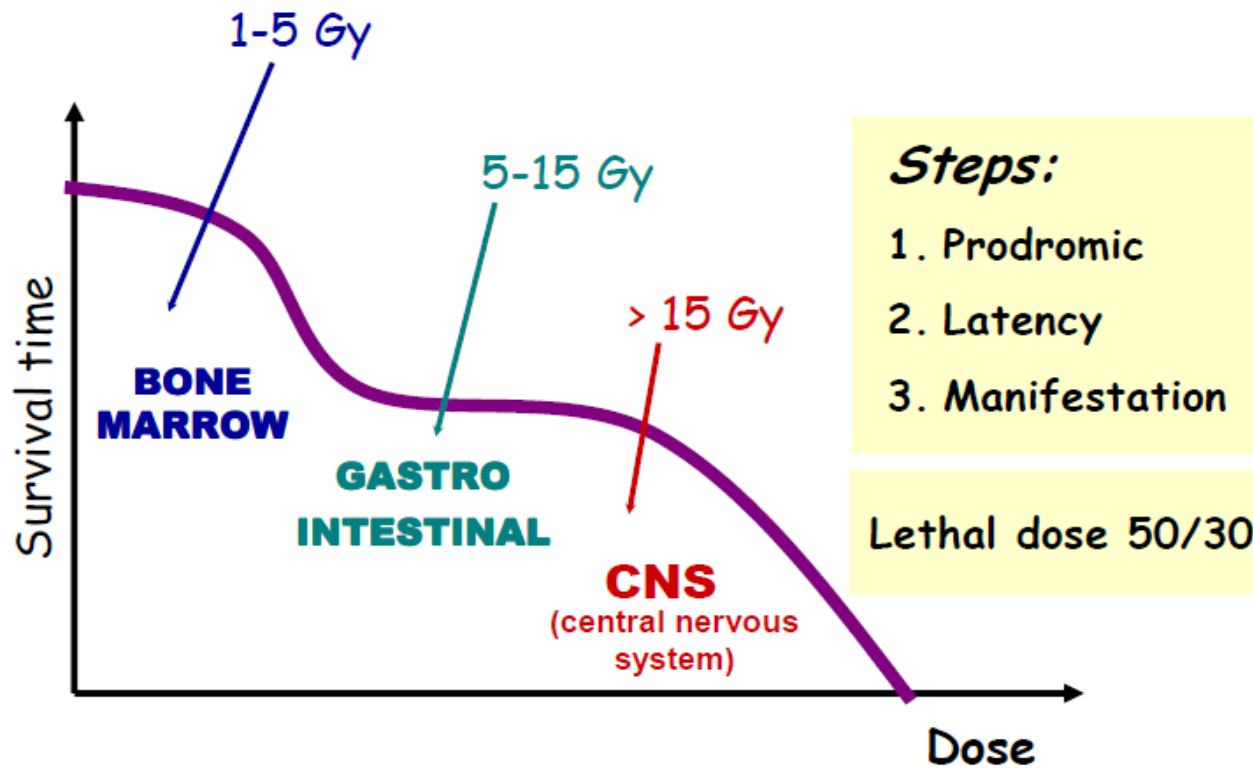 1-5 Gy
5-15 Gy
> 15 Gy
Survival time
BONE
MARROW
GASTRO
INTESTINAL
CNS
(central nervous
system)
Dose
Steps:
1. Prodromic
2. Latency
3. Manifestation
Lethal dose 50/30